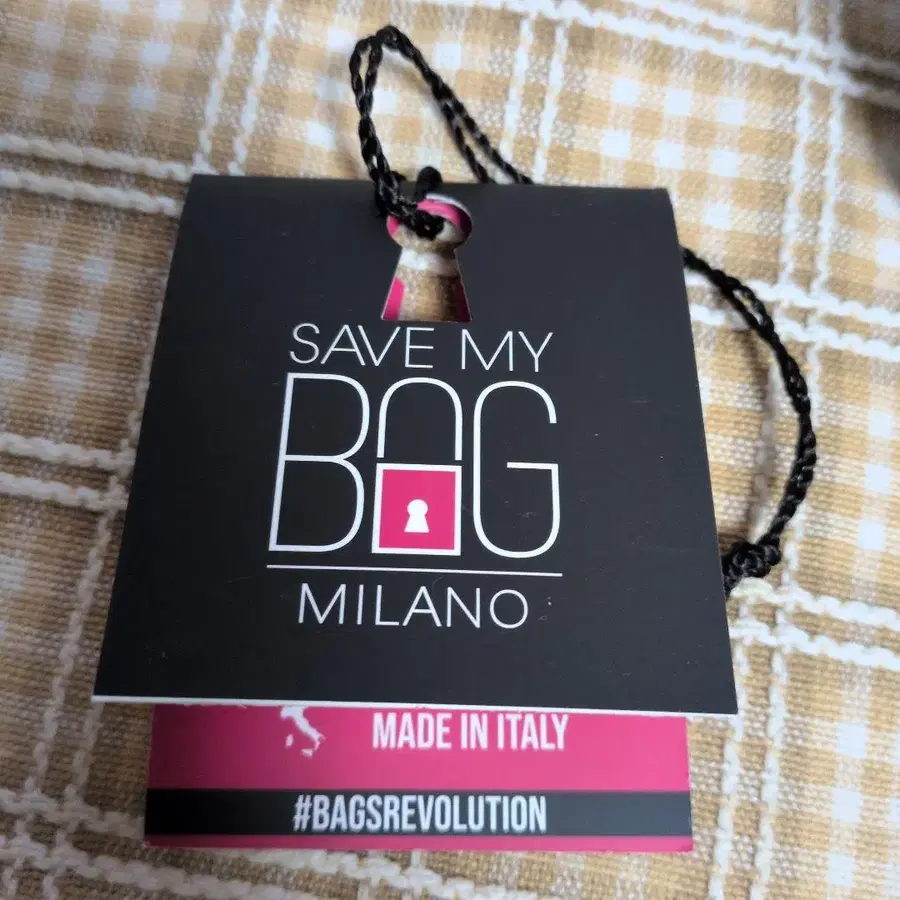 SAVE MY
BAG
MILANO
MADE IN ITALY
#BAGSREVOLUTION